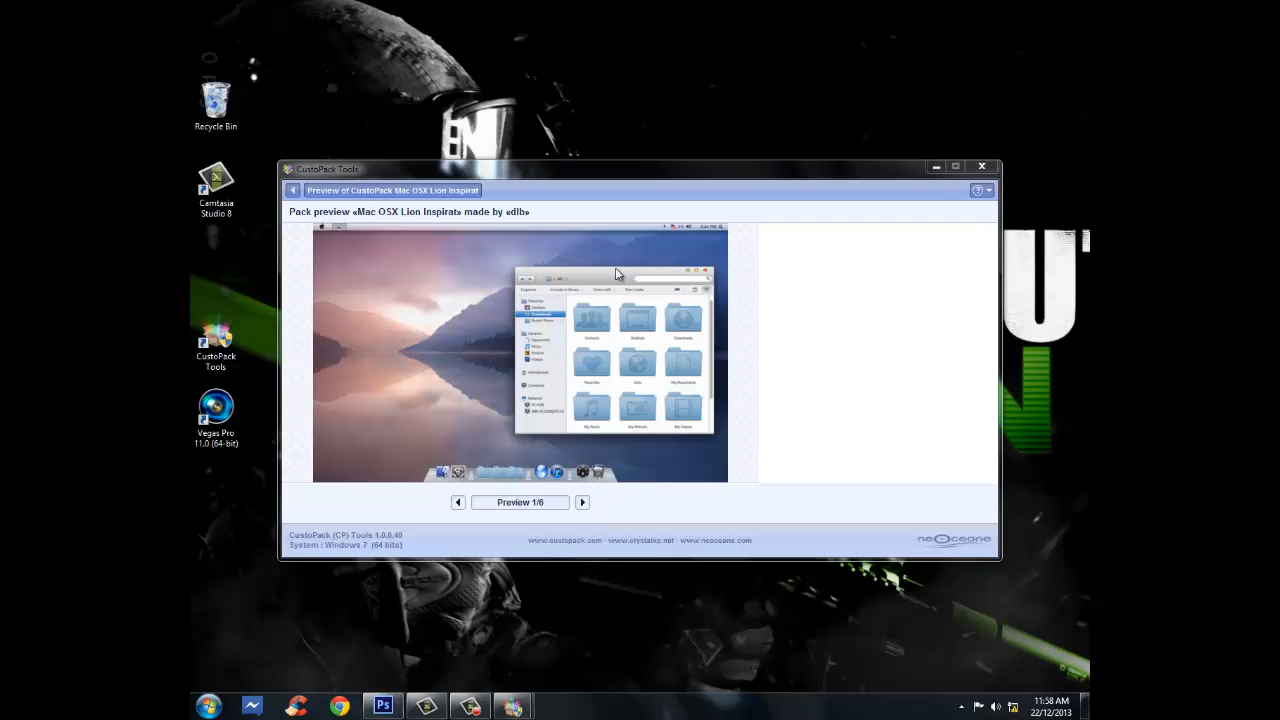 Recycle Bin
Camtasia
Studio 8
CustoPack
Tools
Vegas Pro
11.0 (64-bit)
CustoPack Tools
Preview of CustoPack Mac OSX Lion Inspirat
Pack preview «Mac OSX Lion Inspirat» made by «dlb»
Preview 1/6
CustoPack (CP) Tools 1.0.0.40
System : Windows 7 (64 bits)
www.custopack.com - www.crystalxp.net - www.neoceane.com
neoceane
Ps
11:58 AM
22/12/2013